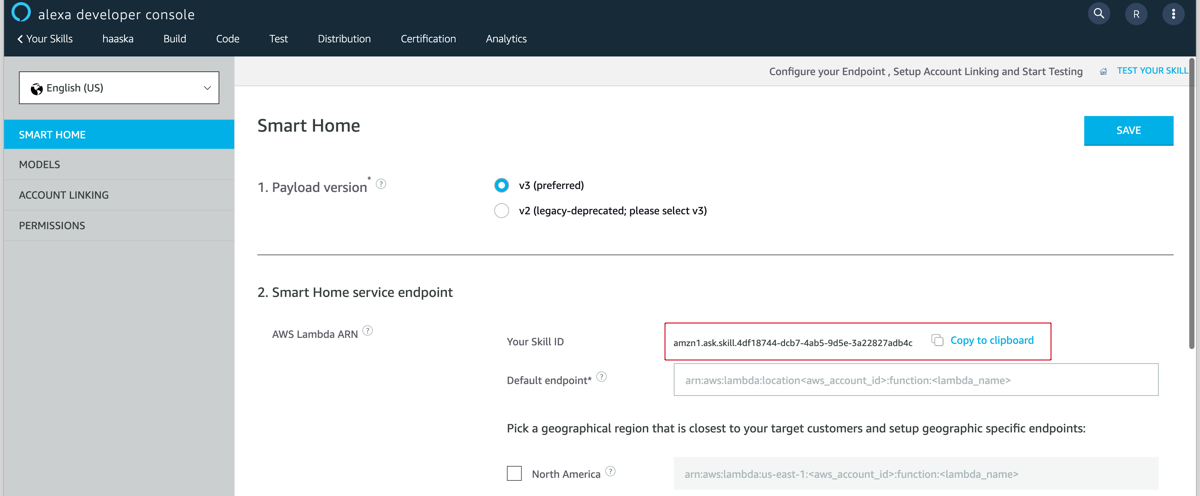 alexa developer console
R
Your Skills haaska Build Code Test Distribution Certification Analytics
Configure your Endpoint , Setup Account Linking and Start Testing TEST YOUR SKILL
English (US)
SMART HOME
MODELS
ACCOUNT LINKING
PERMISSIONS
Smart Home
SAVE
1. Payload version* ?
v3 (preferred)
v2 (legacy-deprecated; please select v3)
2. Smart Home service endpoint
AWS Lambda ARN ?
Your Skill ID amzn1.ask.skill.4df18744-dcb7-4ab5-9d5e-3a22827adb4c Copy to clipboard
Default endpoint* ? arn:aws:lambda:location<aws_account_id>:function:<lambda_name>
Pick a geographical region that is closest to your target customers and setup geographic specific endpoints:
North America ? arn:aws:lambda:us-east-1:<aws_account_id>:function:<lambda_name>